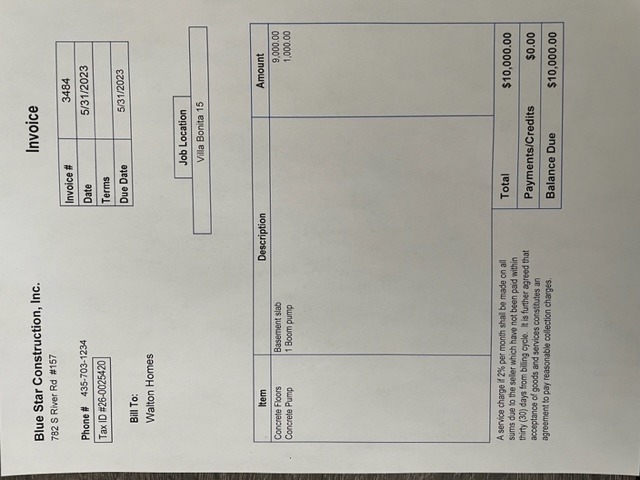 Blue Star Construction, Inc.
782 S River Rd #157
Phone # 435-703-1234
Tax ID #26-0025420
Bill To:
Walton Homes
Invoice
Invoice # 3484
Date 5/31/2023
Terms
Due Date 5/31/2023
Job Location
Villa Bonita 15
Item Description Amount
Concrete Floors Basement slab 9,000.00
Concrete Pump 1 Boom pump 1,000.00
A service charge if 2% per month shall be made on all
sums due to the seller which have not been paid within
thirty (30) days from billing cycle. It is further agreed that
acceptance of goods and services constitutes an
agreement to pay reasonable collection charges.
Total $10,000.00
Payments/Credits $0.00
Balance Due $10,000.00